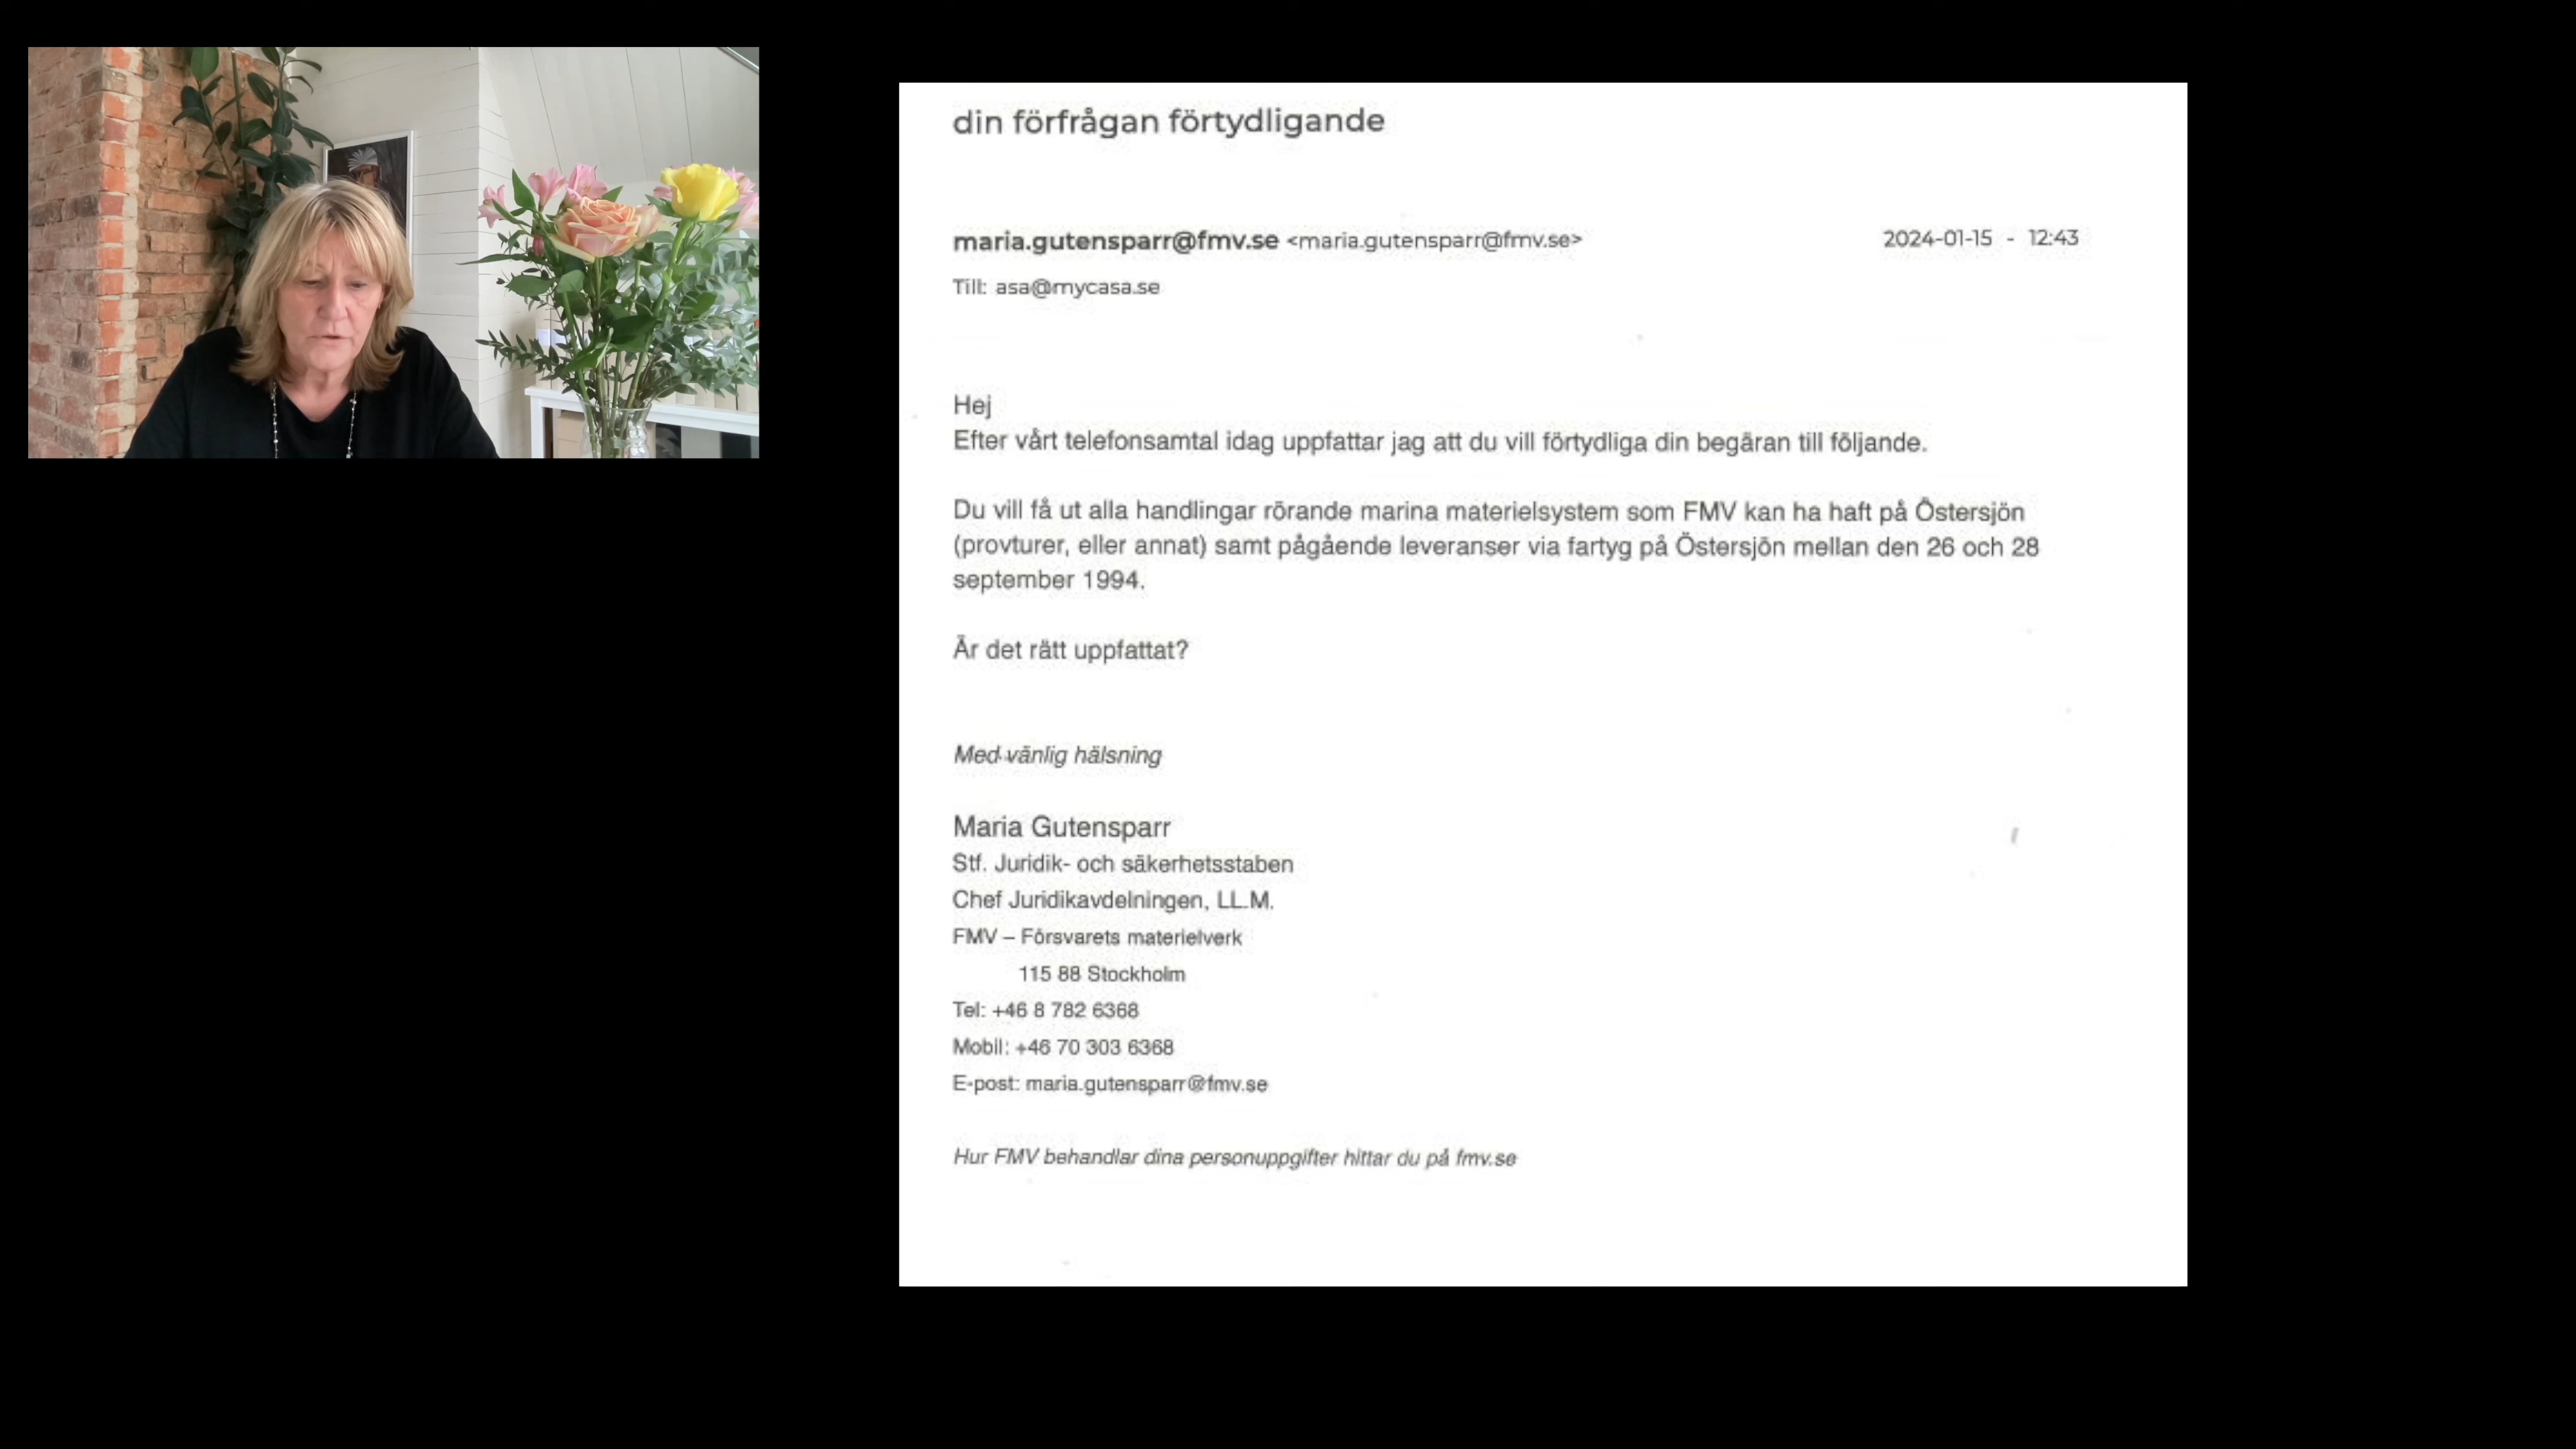 din förfrågan förtydligande
maria.gutensparr@fmv.se <maria.gutensparr@fmv.se>
2024-01-15 - 12:43
Till: asa@mycasa.se
Hej
Efter vårt telefonsamtal idag uppfattar jag att du vill förtydliga din begäran till följande.
Du vill få ut alla handlingar rörande marina materielsystem som FMV kan ha haft på Östersjön
(provturer, eller annat) samt pågående leveranser via fartyg på Östersjön mellan den 26 och 28
september 1994.
Är det rätt uppfattat?
Med vänlig hälsning
Maria Gutensparr
Stf. Juridik- och säkerhetsstaben
Chef Juridikavdelningen, LL.M.
FMV – Försvarets materielverk
115 88 Stockholm
Tel: +46 8 782 6368
Mobil: +46 70 303 6368
E-post: maria.gutensparr@fmv.se
Hur FMV behandlar dina personuppgifter hittar du på fmv.se